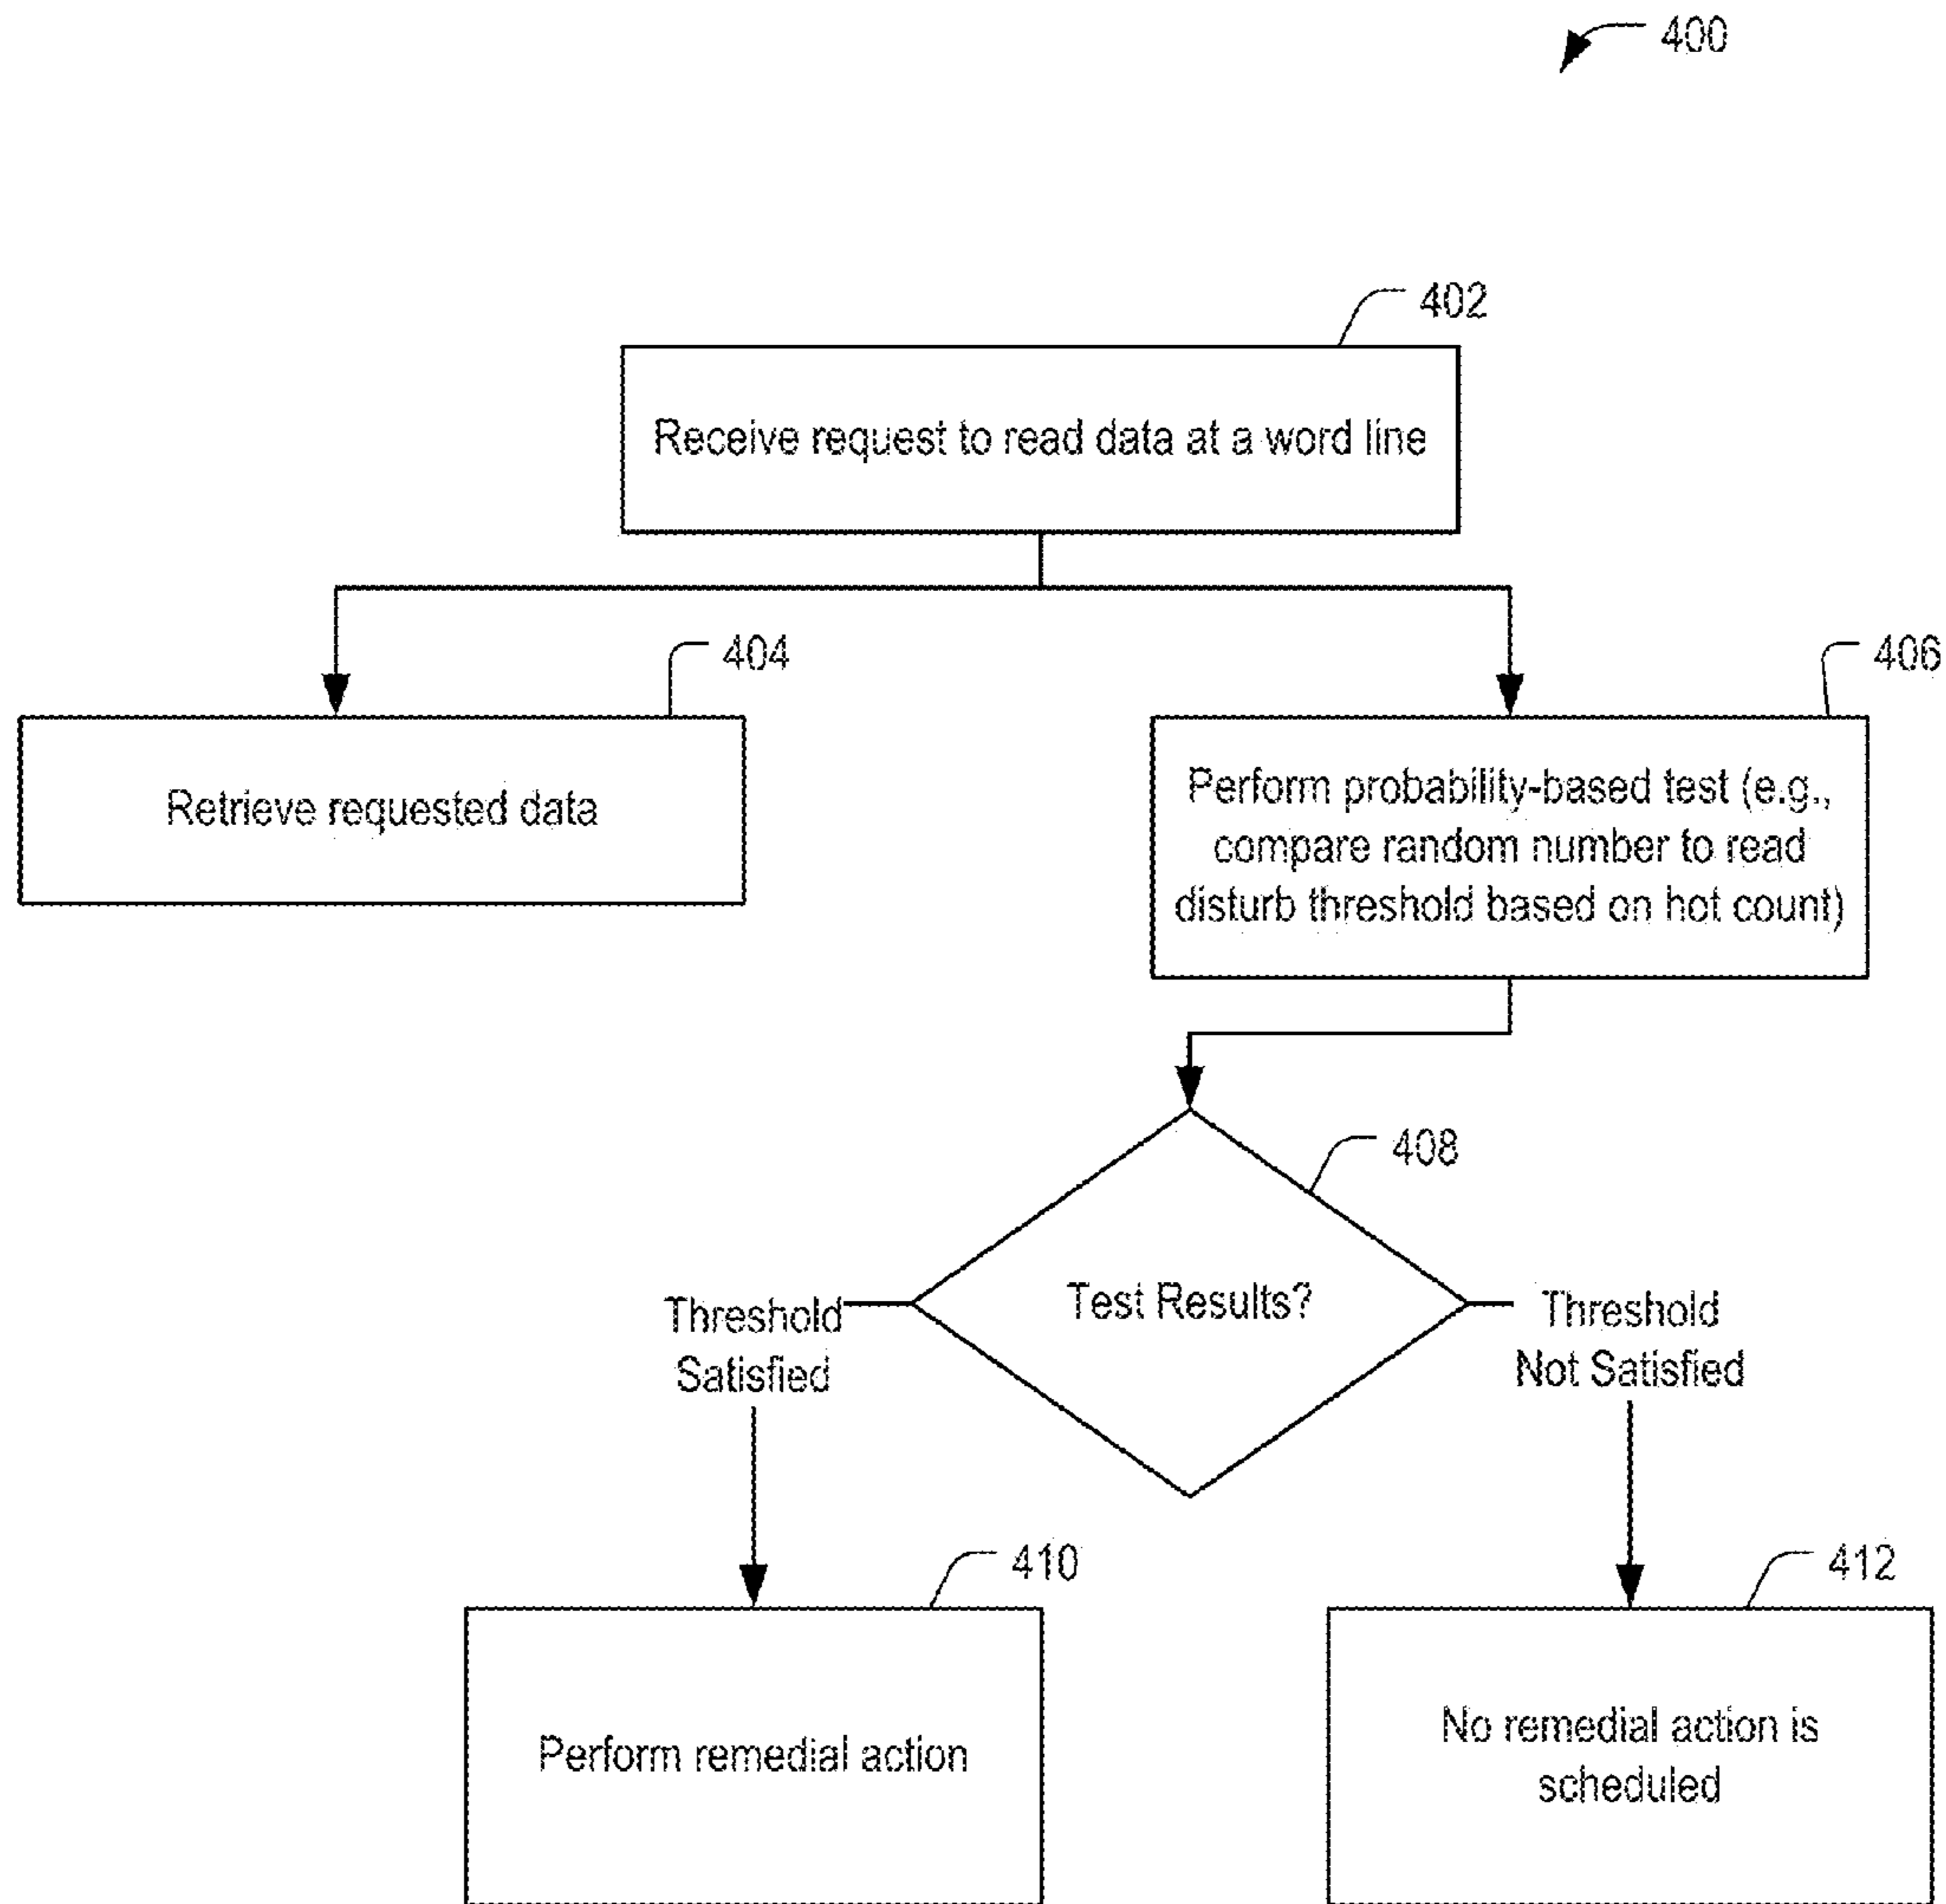 400
402
Receive request to read data at a word line
404
406
Retrieve requested data
Perform probability-based test (e.g.,
compare random number to read
disturb threshold based on hot count)
408
Test Results?
Threshold
Satisfied
Threshold
Not Satisfied
410
412
Perform remedial action
No remedial action is
scheduled